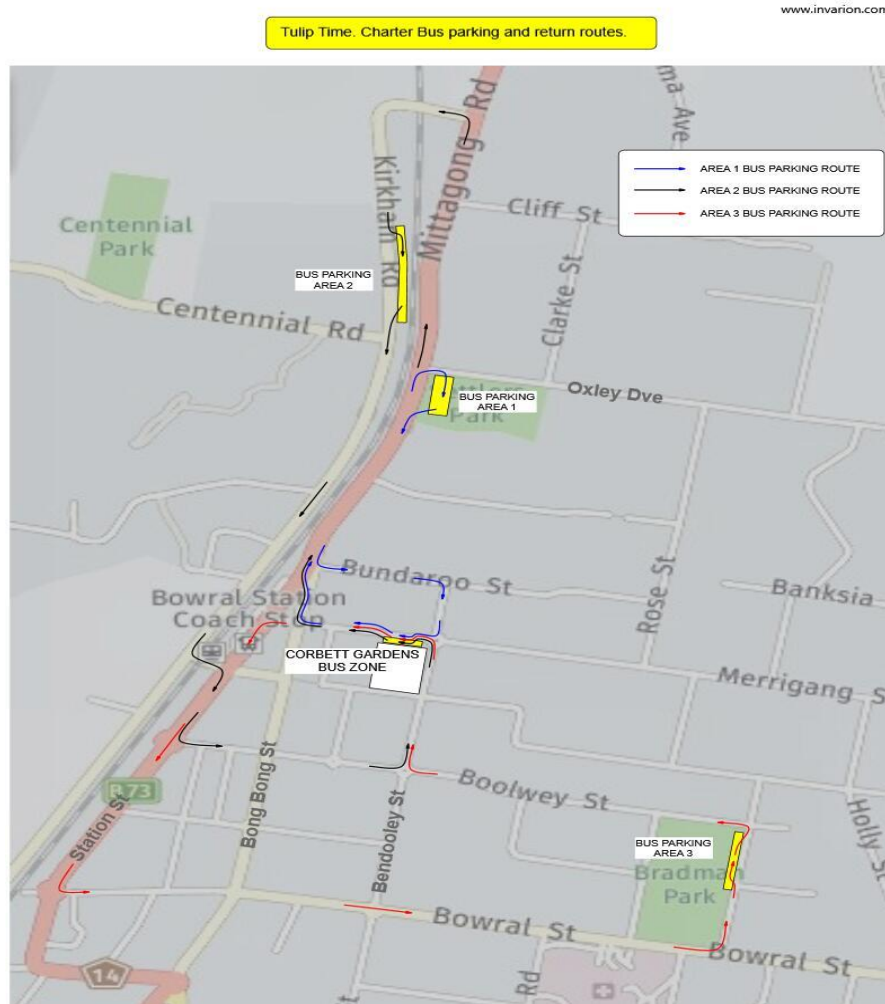 www.invarion.com
Tulip Time. Charter Bus parking and return routes.
Mittagong Rd
Kirkham Rd
AREA 1 BUS PARKING ROUTE
AREA 2 BUS PARKING ROUTE
AREA 3 BUS PARKING ROUTE
Cliff St
Centennial
Park
BUS PARKING
AREA 2
Clarke St
Centennial Rd
Oxley Dve
BUS PARKING
AREA 1
Park
Bundaroo St
Banksia
Rose St
Bowral Station
Coach Stop
CORBETT GARDENS
BUS ZONE
Merrigang S
Bong Bong St
B73
Station St
Bendooley St
Boolwey St
Holly St
BUS PARKING
AREA 3
Bradman
Park
Bowral St
Bowral St
Rd
14